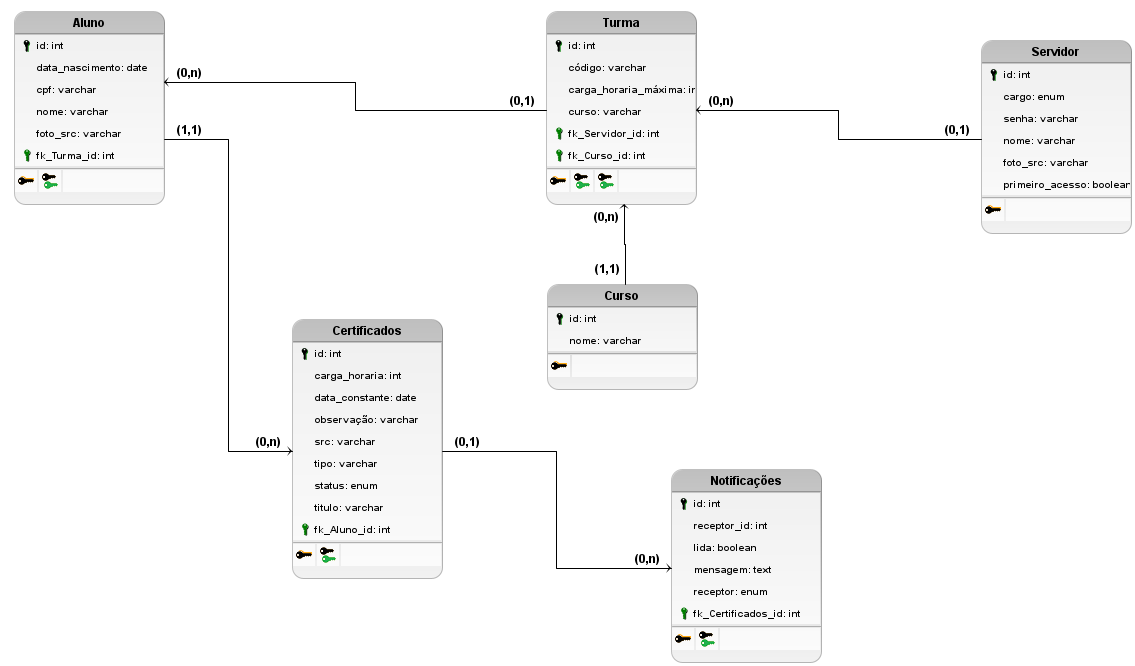 Aluno
id: int
data_nascimento: date
cpf: varchar
nome: varchar
foto_src: varchar
fk_Turma_id: int
(0,n)
(1,1)
(0,1)
Turma
id: int
código: varchar
carga_horaria_máxima: ir
curso: varchar
fk_Servidor_id: int
fk_Curso_id: int
(0,n)
(0,1)
Servidor
id: int
cargo: enum
senha: varchar
nome: varchar
foto_src: varchar
primeiro_acesso: boolean
(0,n)
(1,1)
Curso
id: int
nome: varchar
Certificados
id: int
carga_horaria: int
data_constante: date
observação: varchar
src: varchar
tipo: varchar
status: enum
titulo: varchar
fk_Aluno_id: int
(0,n)
(0,1)
(0,n)
Notificações
id: int
receptor_id: int
lida: boolean
mensagem: text
receptor: enum
fk_Certificados_id: int